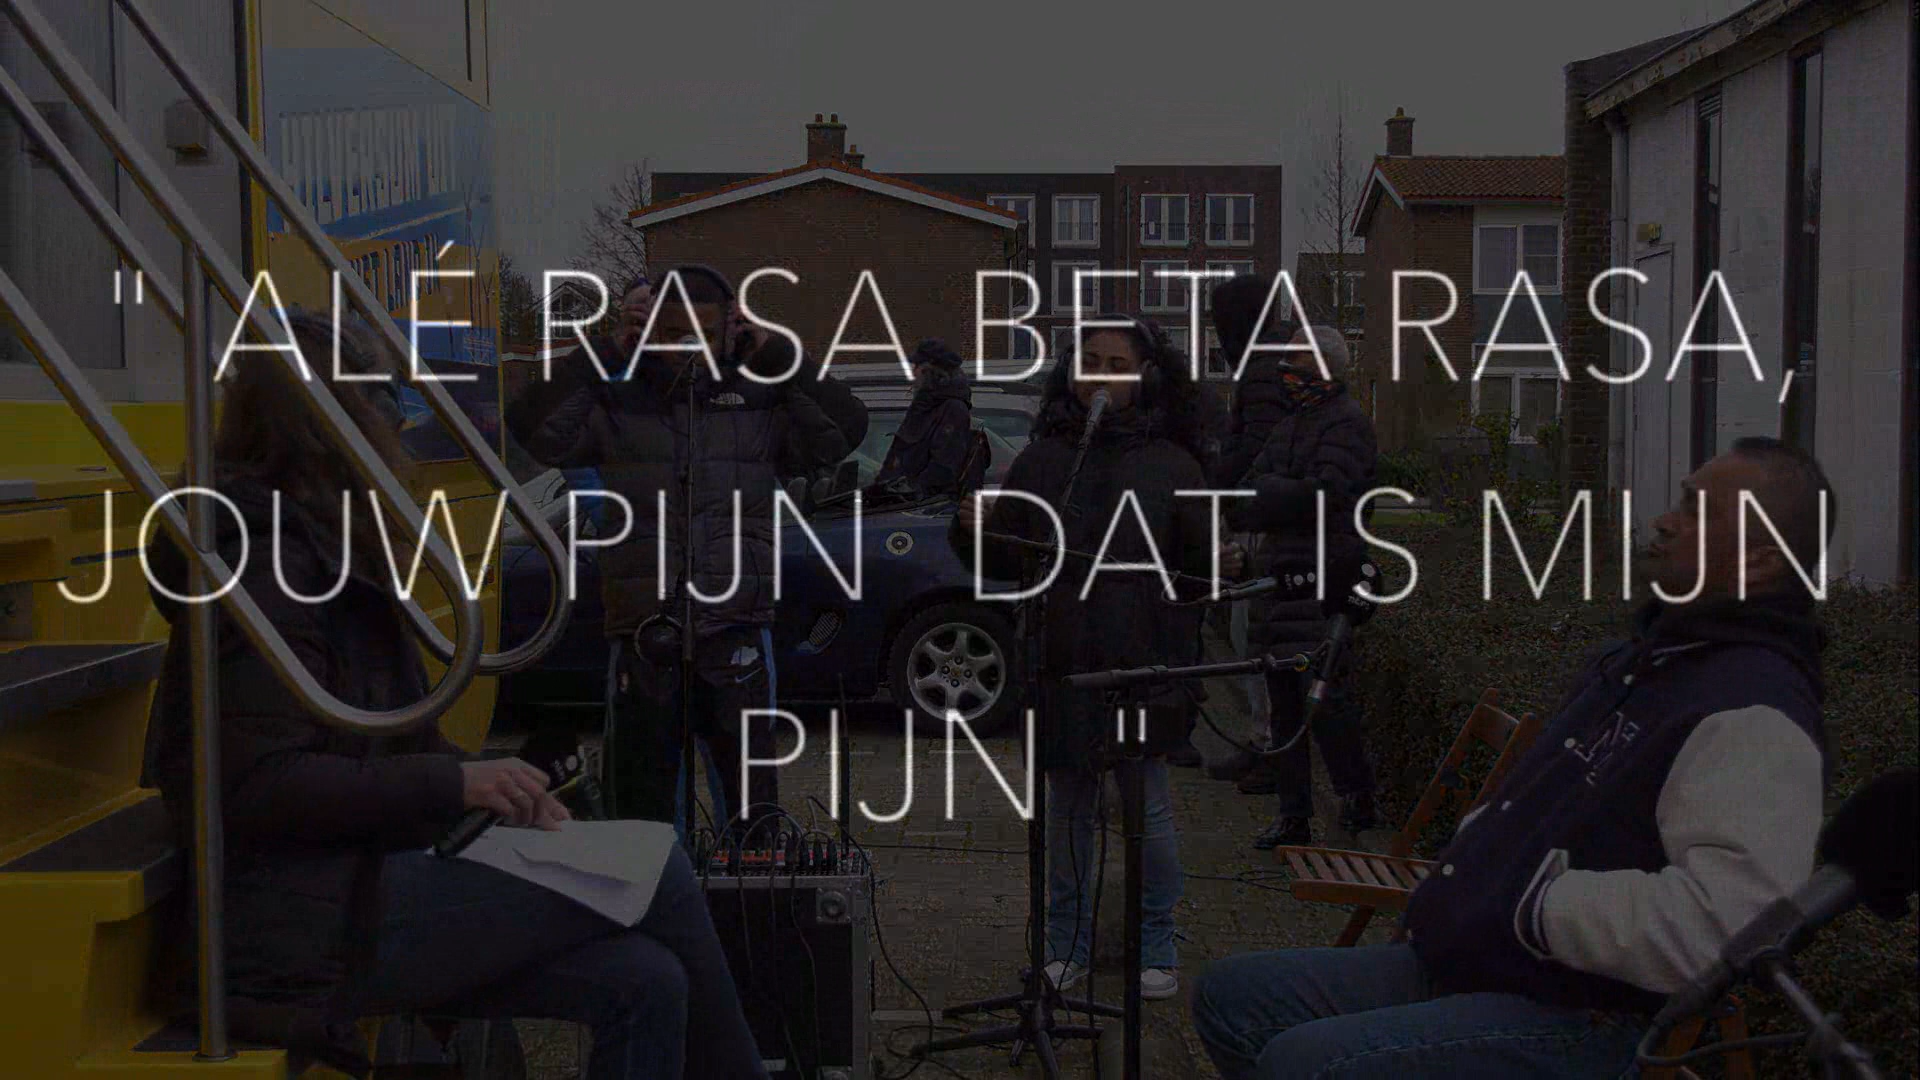 " ALÉ RASA BETA RASA,
JOUW PIJN DAT IS MIJN
PIJN "